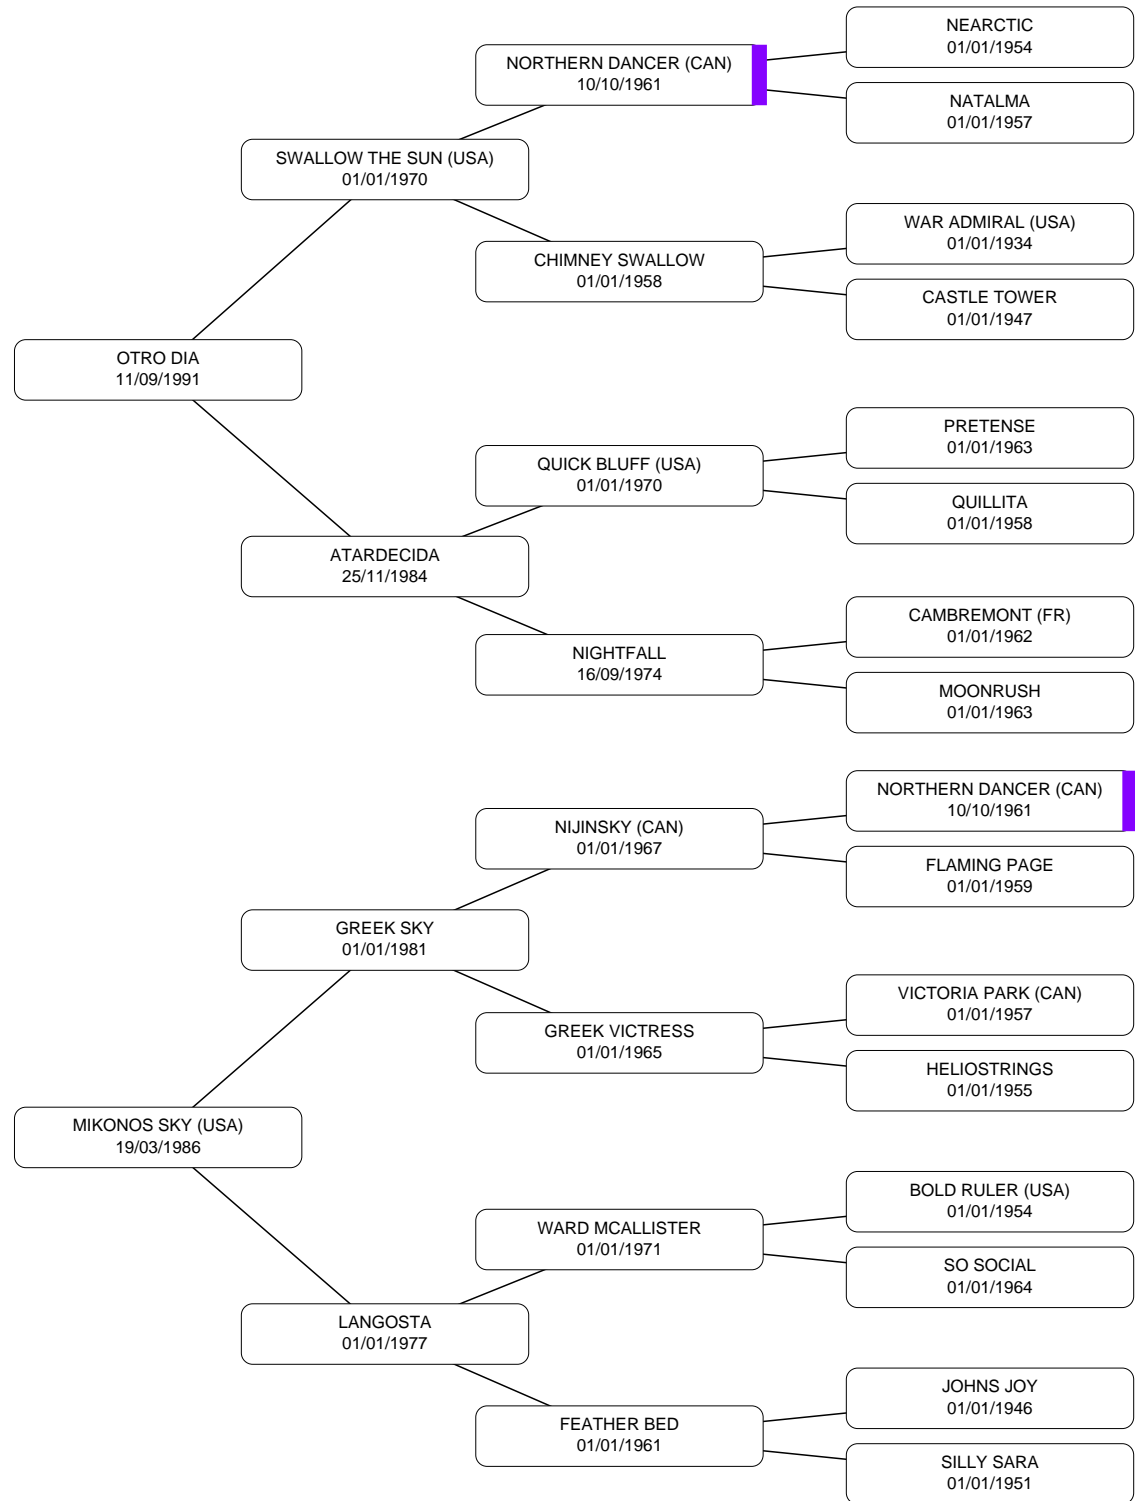 NEARCTIC
01/01/1954
NORTHERN DANCER (CAN)
10/10/1961
NATALMA
01/01/1957
SWALLOW THE SUN (USA)
01/01/1970
WAR ADMIRAL (USA)
01/01/1934
CHIMNEY SWALLOW
01/01/1958
CASTLE TOWER
01/01/1947
OTRO DIA
11/09/1991
PRETENSE
01/01/1963
QUICK BLUFF (USA)
01/01/1970
QUILLITA
01/01/1958
ATARDECIDA
25/11/1984
CAMBREMONT (FR)
01/01/1962
NIGHTFALL
16/09/1974
MOONRUSH
01/01/1963
NORTHERN DANCER (CAN)
10/10/1961
NIJINSKY (CAN)
01/01/1967
FLAMING PAGE
01/01/1959
GREEK SKY
01/01/1981
VICTORIA PARK (CAN)
01/01/1957
GREEK VICTRESS
01/01/1965
HELIOSTRINGS
01/01/1955
MIKONOS SKY (USA)
19/03/1986
BOLD RULER (USA)
01/01/1954
WARD MCALLISTER
01/01/1971
SO SOCIAL
01/01/1964
LANGOSTA
01/01/1977
JOHNS JOY
01/01/1946
FEATHER BED
01/01/1961
SILLY SARA
01/01/1951